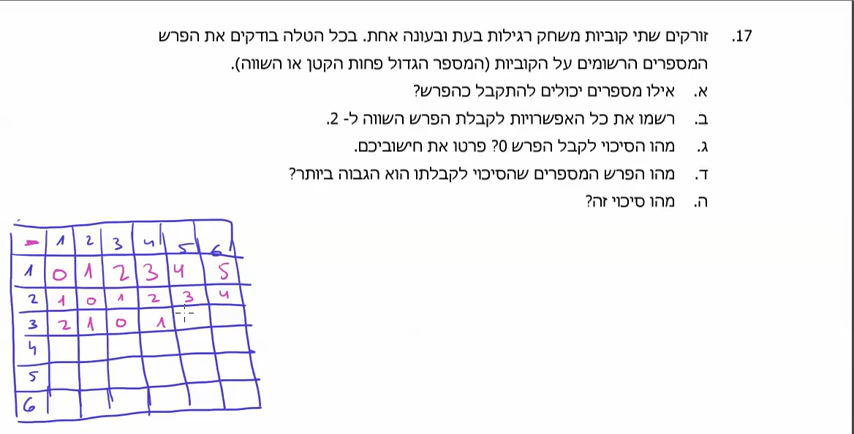 17. זורקים שתי קוביות משחק רגילות בעת ובעונה אחת. בכל הטלה בודקים את הפרש
המספרים הרשומים על הקוביות (המספר הגדול פחות הקטן או השווה).
א. אילו מספרים יכולים להתקבל כהפרש?
ב. רשמו את כל האפשרויות לקבלת הפרש השווה ל- 2.
ג. מהו הסיכוי לקבל הפרש 0? פרטו את חישוביכם.
ד. מהו הפרש המספרים שהסיכוי לקבלתו הוא הגבוה ביותר?
ה. מהו סיכוי זה?
- 1 2 3 4 5 6
1 0 1 2 3 4 5
2 1 0 1 2 3 4
3 2 1 0 1
4
5
6